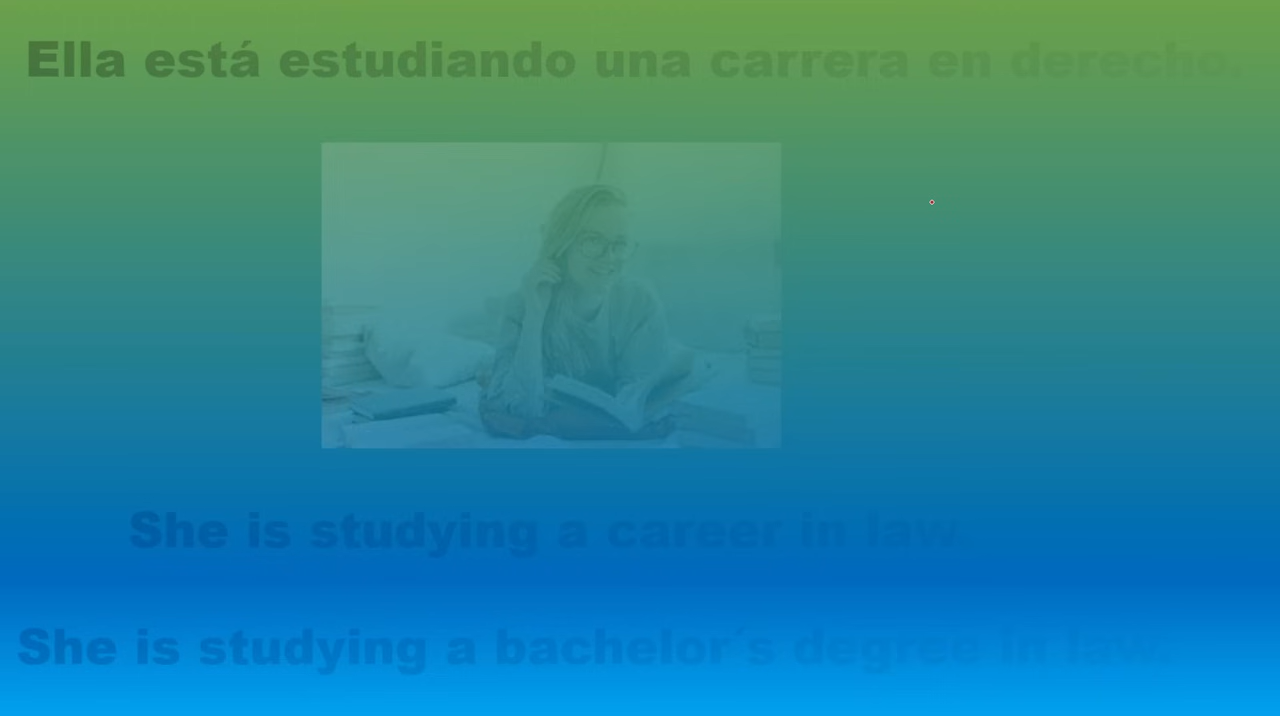 Ella está estudiando una carrera en derecho.
She is studying a career in law.
She is studying a bachelor´s degree in law.